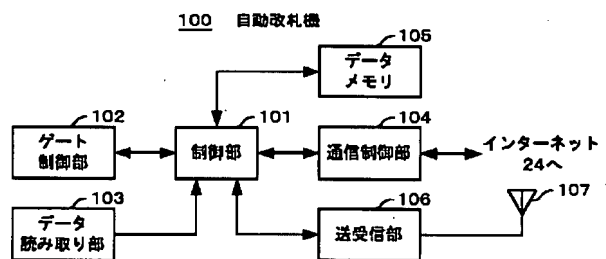 100 自動改札機
105
データ
メモリ
102
ゲート
制御部
101
制御部
104
通信制御部
インターネット
24へ
103
データ
読み取り部
106
送受信部
107